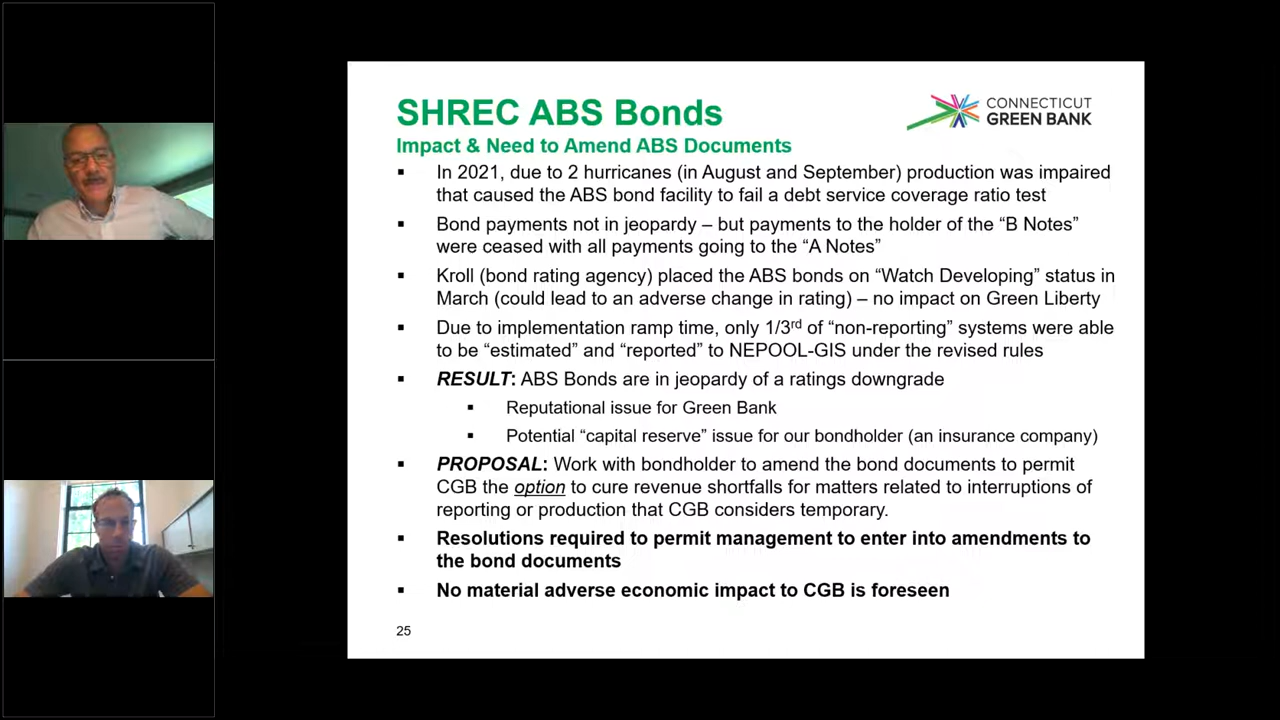 SHREC ABS Bonds
CONNECTICUT
GREEN BANK
Impact & Need to Amend ABS Documents
▪ In 2021, due to 2 hurricanes (in August and September) production was impaired
that caused the ABS bond facility to fail a debt service coverage ratio test
▪ Bond payments not in jeopardy – but payments to the holder of the “B Notes”
were ceased with all payments going to the “A Notes”
▪ Kroll (bond rating agency) placed the ABS bonds on “Watch Developing” status in
March (could lead to an adverse change in rating) – no impact on Green Liberty
▪ Due to implementation ramp time, only 1/3rd of “non-reporting” systems were able
to be “estimated” and “reported” to NEPOOL-GIS under the revised rules
▪ RESULT: ABS Bonds are in jeopardy of a ratings downgrade
▪ Reputational issue for Green Bank
▪ Potential “capital reserve” issue for our bondholder (an insurance company)
▪ PROPOSAL: Work with bondholder to amend the bond documents to permit
CGB the option to cure revenue shortfalls for matters related to interruptions of
reporting or production that CGB considers temporary.
▪ Resolutions required to permit management to enter into amendments to
the bond documents
▪ No material adverse economic impact to CGB is foreseen
25